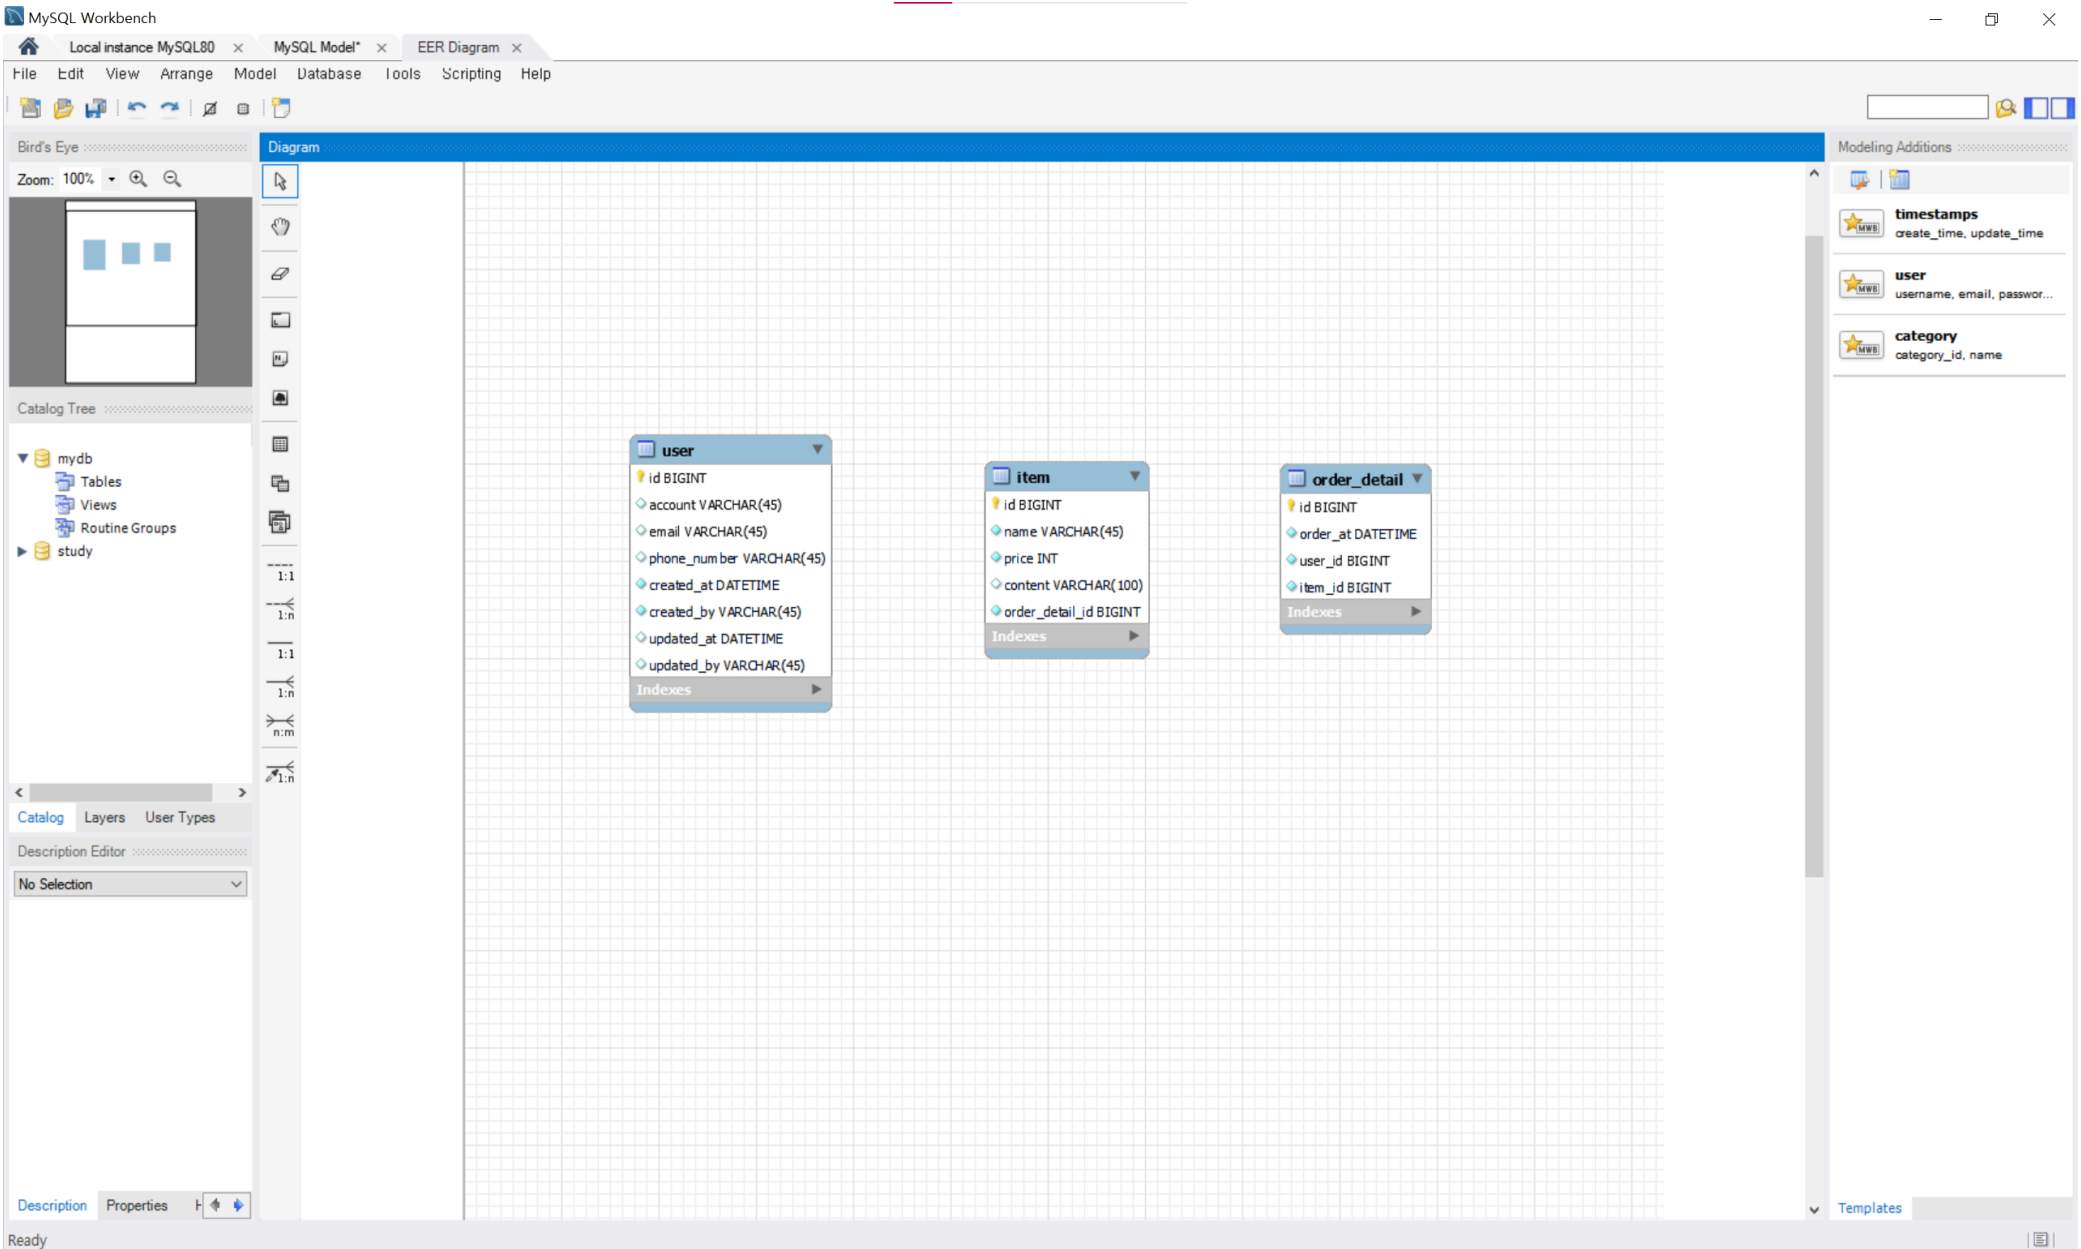 MySQL Workbench
Local instance MySQL80
MySQL Model*
EER Diagram
File Edit View Arrange Model Database Tools Scripting Help
Bird's Eye
Zoom: 100%
Catalog Tree
mydb
Tables
Views
Routine Groups
study
Catalog Layers User Types
Description Editor
No Selection
Description Properties H
Ready
Diagram
1:1
1:n
1:1
1:n
n:m
1:n
user
id BIGINT
account VARCHAR(45)
email VARCHAR(45)
phone_number VARCHAR(45)
created_at DATETIME
created_by VARCHAR(45)
updated_at DATETIME
updated_by VARCHAR(45)
Indexes
item
id BIGINT
name VARCHAR(45)
price INT
content VARCHAR(100)
order_detail_id BIGINT
Indexes
order_detail
id BIGINT
order_at DATETIME
user_id BIGINT
item_id BIGINT
Indexes
Modeling Additions
MWB
timestamps
create_time, update_time
MWB
user
username, email, passwor...
MWB
category
category_id, name
Templates